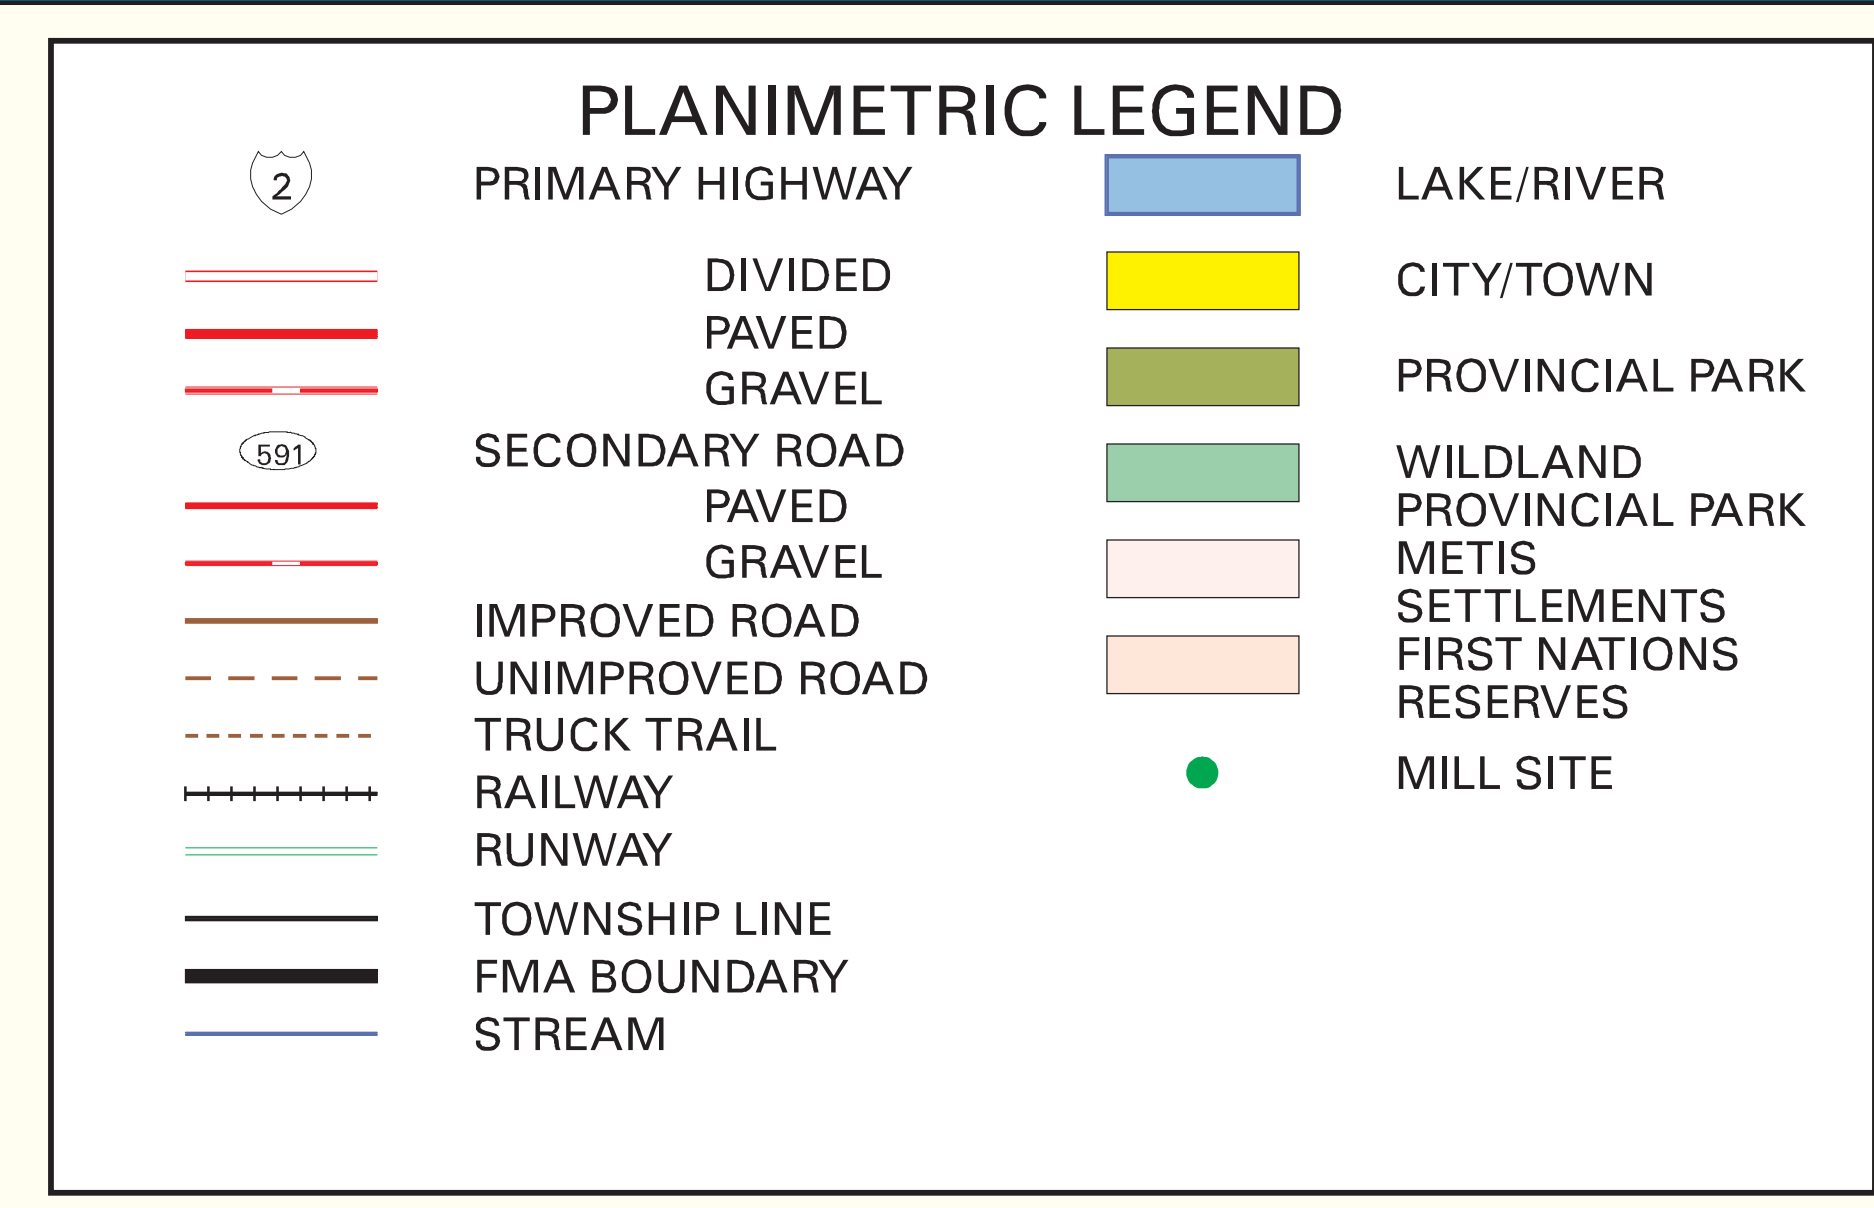 PLANIMETRIC LEGEND
2
PRIMARY HIGHWAY
DIVIDED
PAVED
GRAVEL
591
SECONDARY ROAD
PAVED
GRAVEL
IMPROVED ROAD
UNIMPROVED ROAD
TRUCK TRAIL
RAILWAY
RUNWAY
TOWNSHIP LINE
FMA BOUNDARY
STREAM
LAKE/RIVER
CITY/TOWN
PROVINCIAL PARK
WILDLAND
PROVINCIAL PARK
METIS
SETTLEMENTS
FIRST NATIONS
RESERVES
MILL SITE